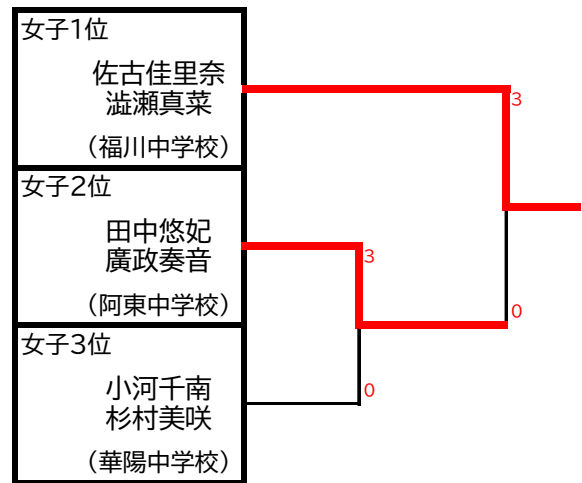 女子1位
佐古佳里奈
澁瀬真菜
（福川中学校）
女子2位
田中悠妃
廣政奏音
（阿東中学校）
女子3位
小河千南
杉村美咲
（華陽中学校）
3
0
3
0